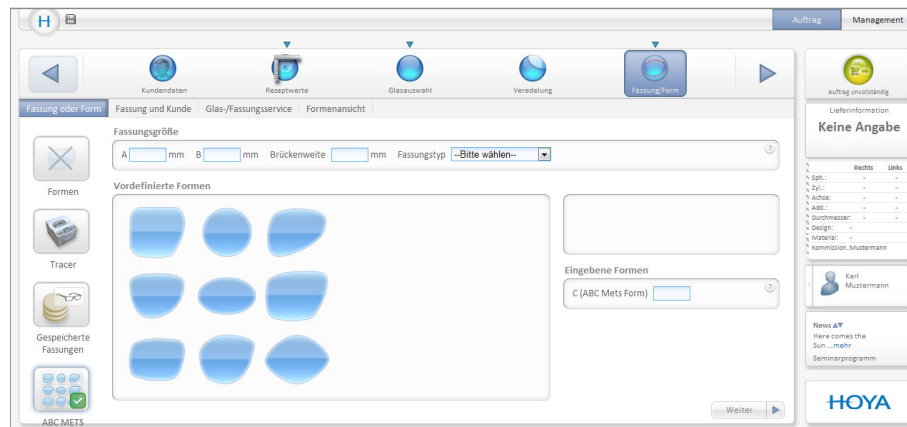 Auftrag Management
Kundendaten Rezeptwerte Glasauswahl Veredelung Fassung/Form
Auftrag unvollständig
Fassung oder Form Fassung und Kunde Glas-/Fassungsservice Formenansicht
Lieferinformation
Keine Angabe
Fassungsgröße
A mm B mm Brückenweite mm Fassungstyp --Bitte wählen--
?
Formen
Vordefinierte Formen
Rechts Links
Sph.: - -
Zyl.: - -
Achse: - -
Add.: - -
Durchmesser: - -
Design: -
Material: -
Kommission.:Mustermann
Tracer
Eingebene Formen
C (ABC Mets Form)
?
Karl
Mustermann
Gespeicherte
Fassungen
News
Here comes the
Sun ...mehr
Seminarprogramm
ABC METS
Weiter
HOYA
H